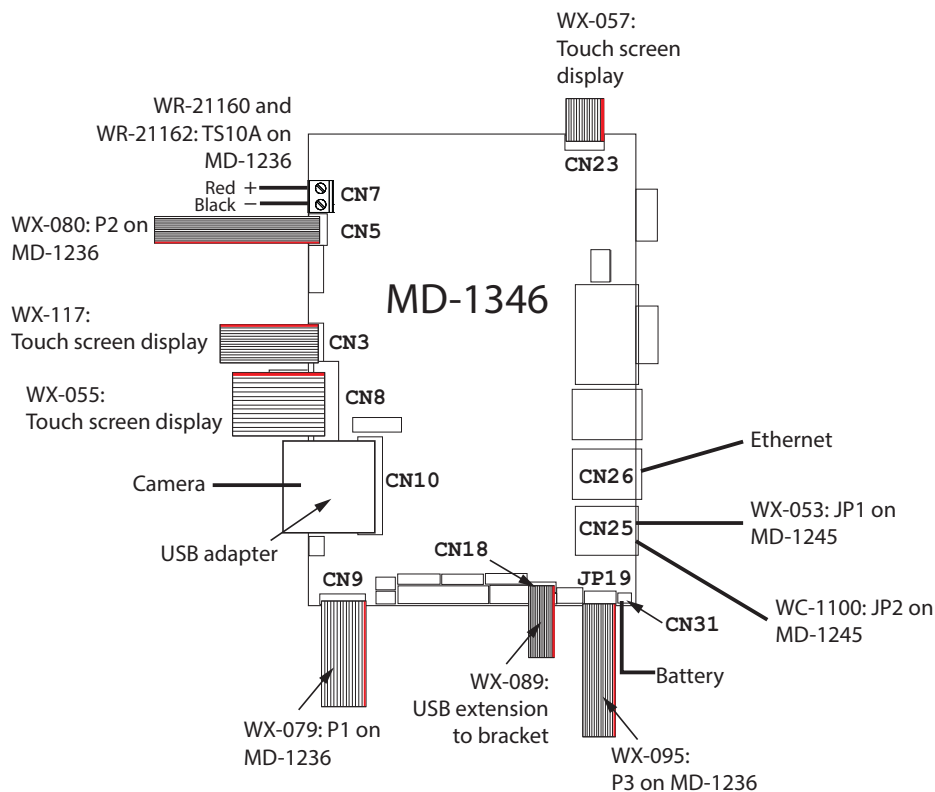 WX-057:
Touch screen
display
WR-21160 and
WR-21162: TS10A on
MD-1236
CN23
Red +
Black −
CN7
WX-080: P2 on
MD-1236
CN5
MD-1346
WX-117:
Touch screen display
CN3
WX-055:
Touch screen display
CN8
Ethernet
Camera
CN10
CN26
WX-053: JP1 on
MD-1245
CN25
USB adapter
CN18
CN9
JP19
WC-1100: JP2 on
MD-1245
CN31
Battery
WX-089:
USB extension
to bracket
WX-079: P1 on
MD-1236
WX-095:
P3 on MD-1236